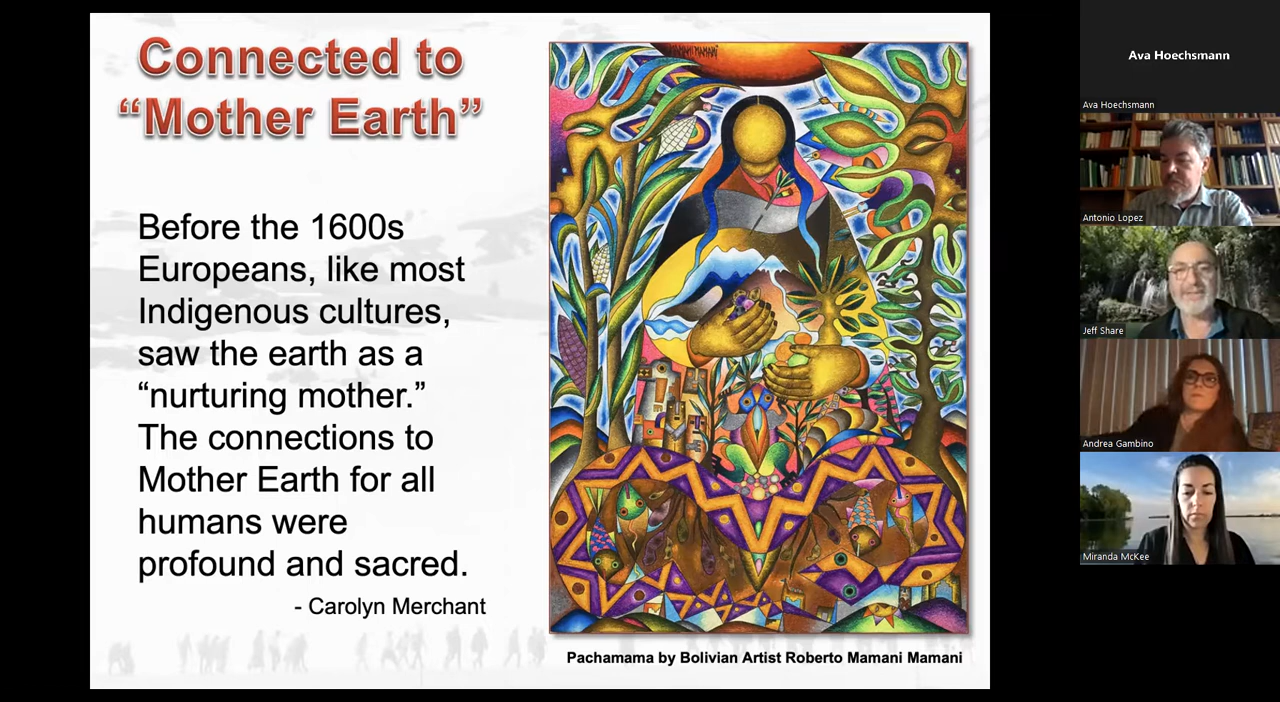 Connected to
“Mother Earth”
Before the 1600s
Europeans, like most
Indigenous cultures,
saw the earth as a
“nurturing mother.”
The connections to
Mother Earth for all
humans were
profound and sacred.
- Carolyn Merchant
MAMANI MAMANI
Pachamama by Bolivian Artist Roberto Mamani Mamani
Ava Hoechsmann
Ava Hoechsmann
Antonio Lopez
Jeff Share
Andrea Gambino
Miranda McKee